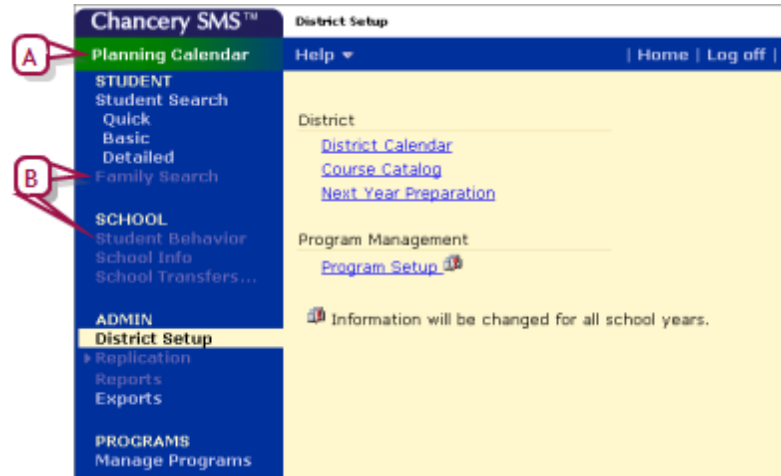 Chancery SMS™
District Setup
A
Planning Calendar
Help
| Home | Log off |
STUDENT
Student Search
Quick
Basic
Detailed
B
Family Search
SCHOOL
Student Behavior
School Info
School Transfers...
ADMIN
District Setup
Replication
Reports
Exports
PROGRAMS
Manage Programs
District
District Calendar
Course Catalog
Next Year Preparation
Program Management
Program Setup
Information will be changed for all school years.